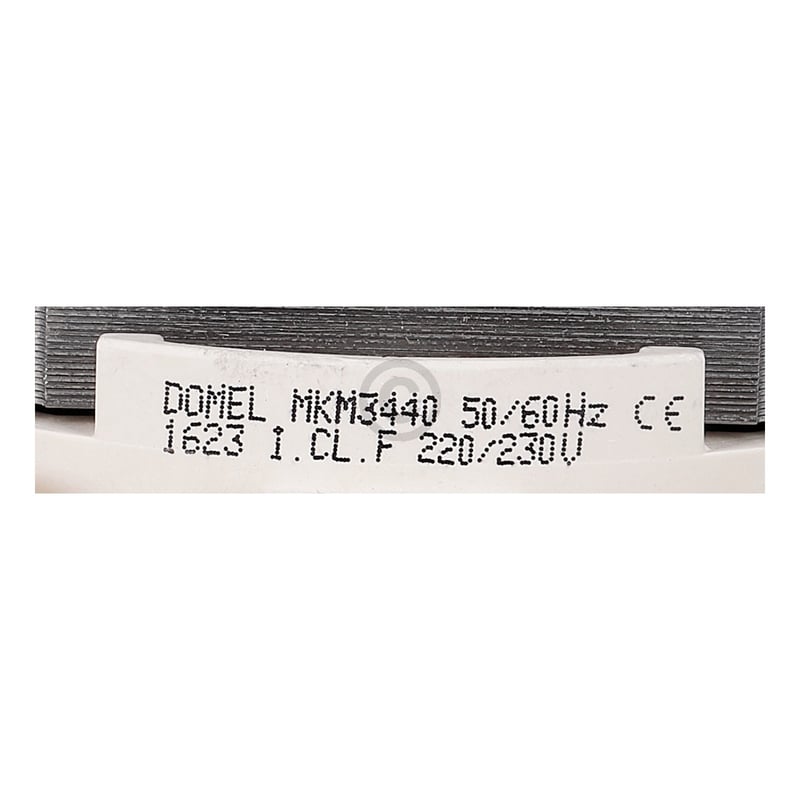 DOMEL MKM3440 50/60Hz CE
1623 I.CL.F 220/230V